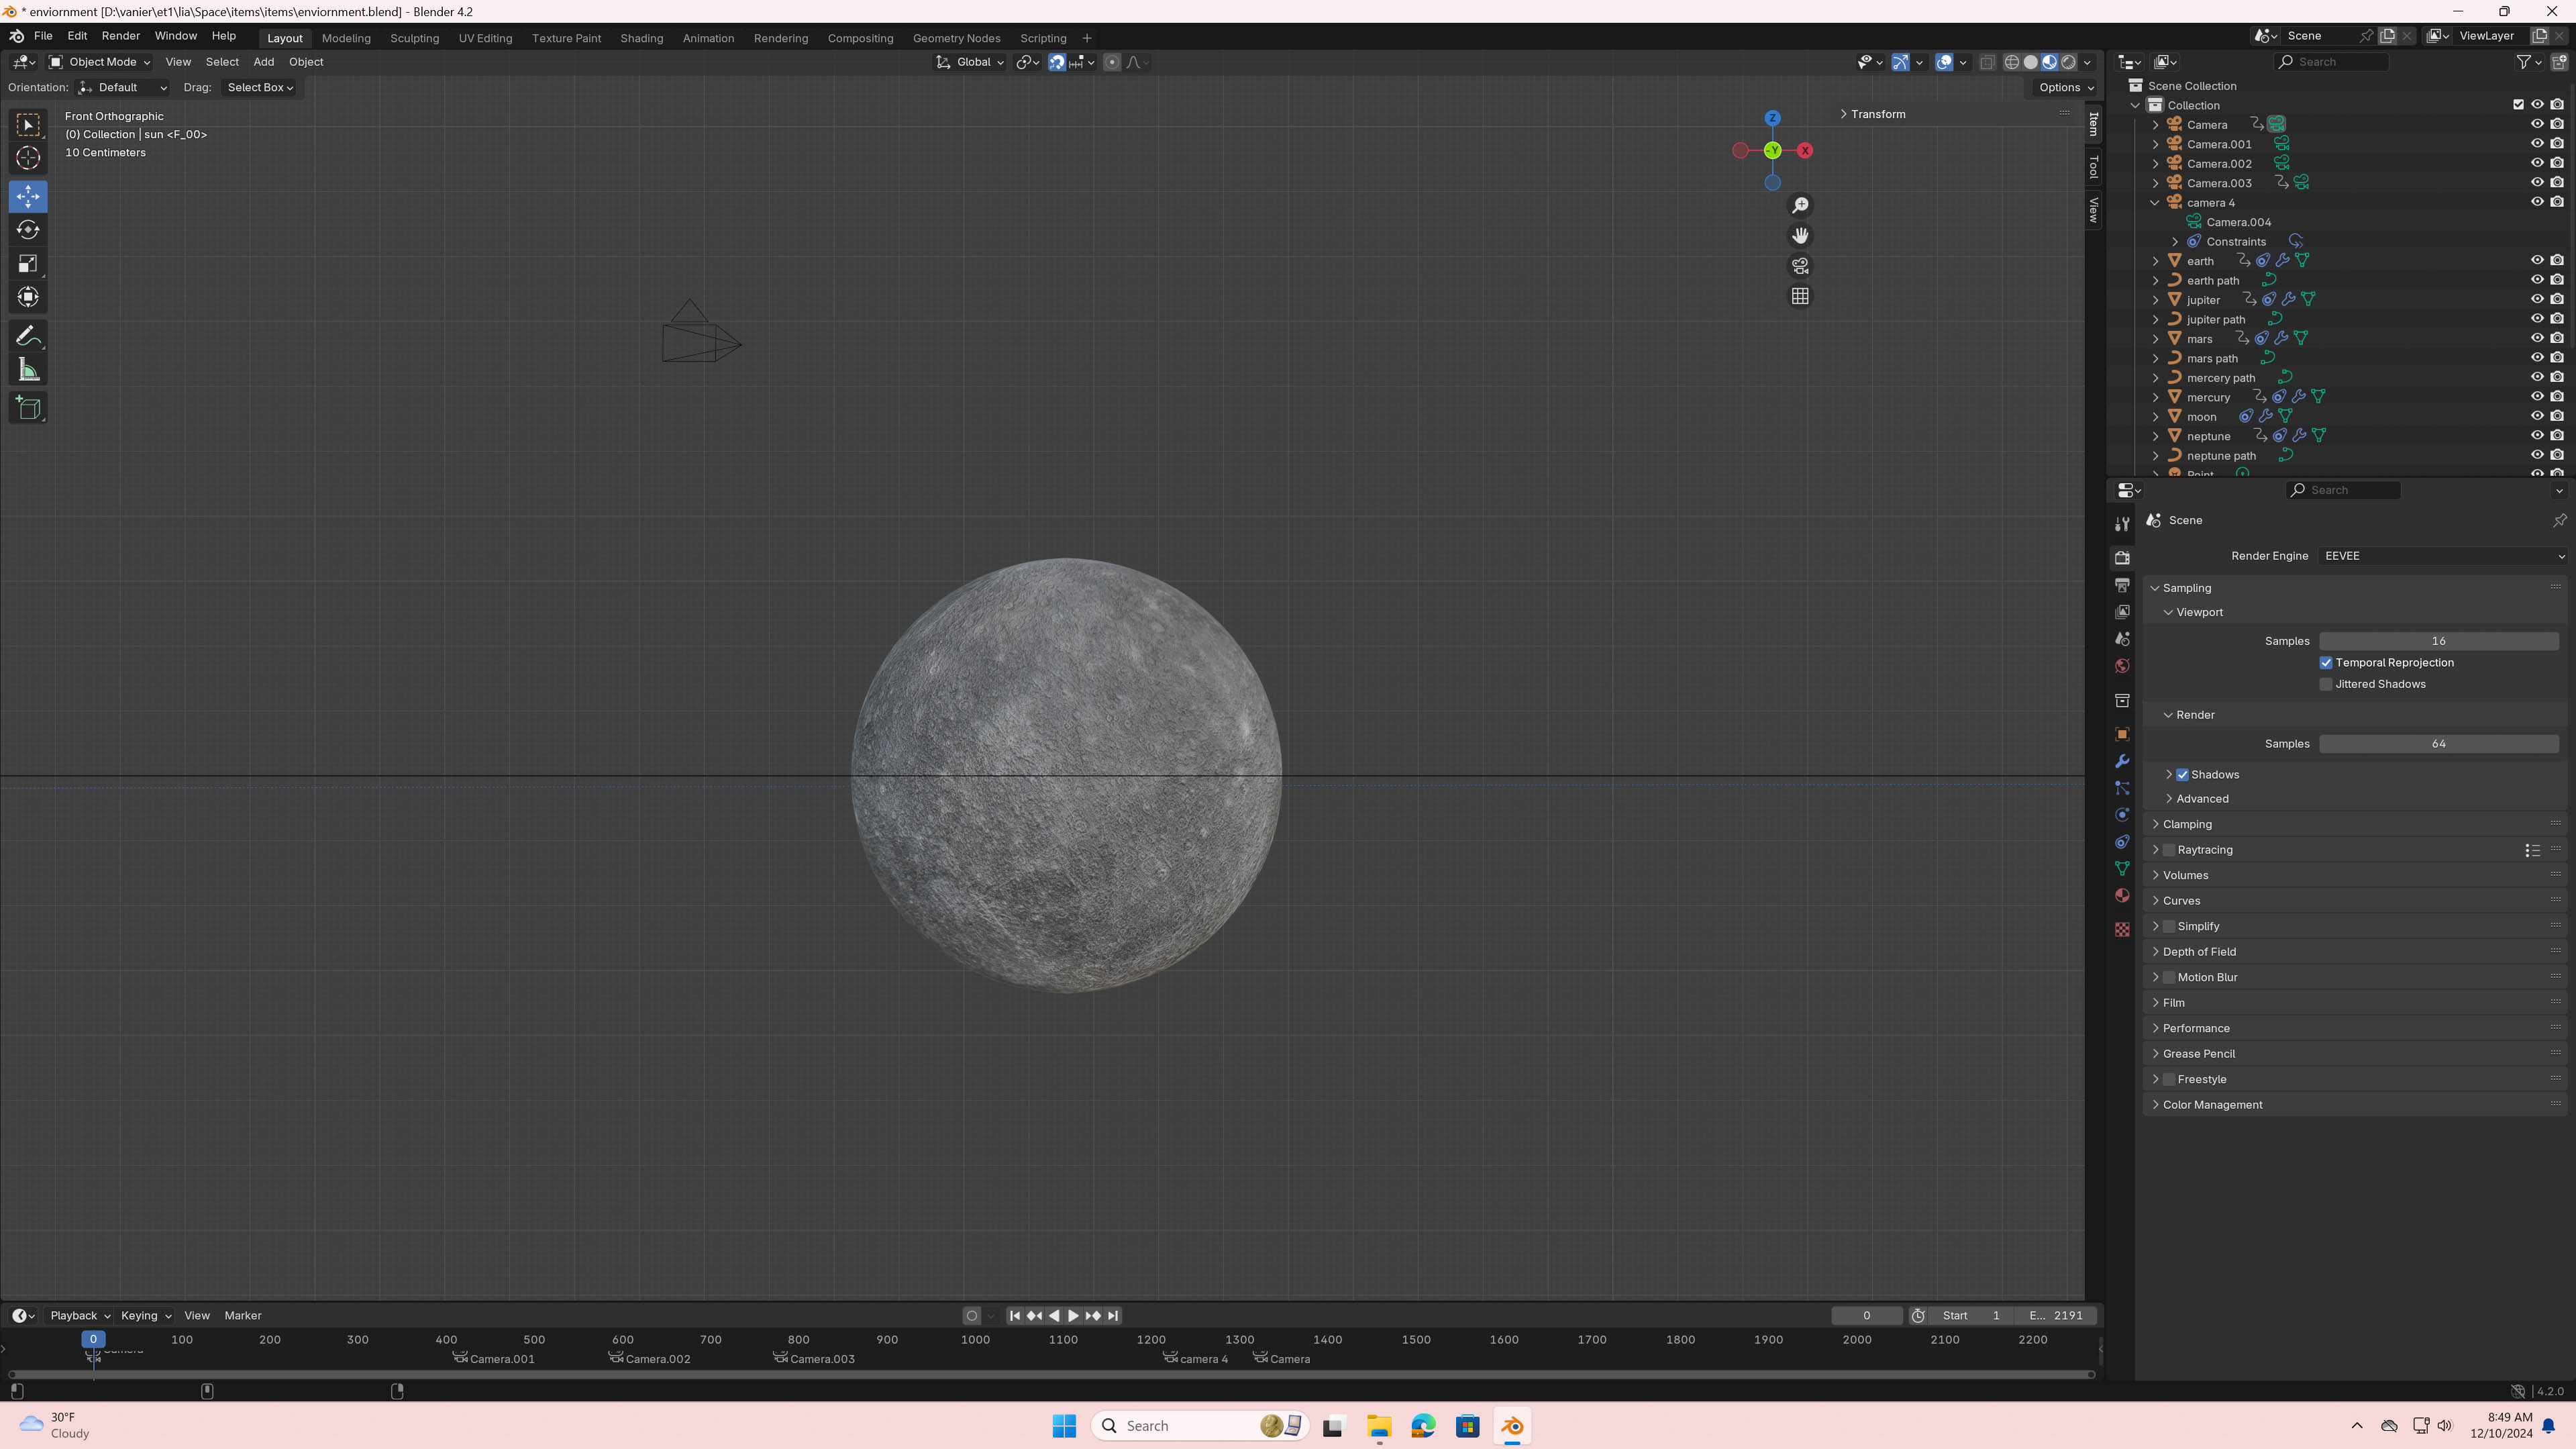 * enviornment [D:\vanier\et1\lia\Space\items\items\enviornment.blend] - Blender 4.2
File Edit Render Window Help Layout Modeling Sculpting UV Editing Texture Paint Shading Animation Rendering Compositing Geometry Nodes Scripting + Scene ViewLayer
Object Mode View Select Add Object Global Search
Orientation: Default Drag: Select Box Options
Front Orthographic
(0) Collection | sun <F_00>
10 Centimeters
Z
-Y
X
Transform
Item
Tool
View
Scene Collection
Collection
Camera
Camera.001
Camera.002
Camera.003
camera 4
Camera.004
Constraints
earth
earth path
jupiter
jupiter path
mars
mars path
mercery path
mercury
moon
neptune
neptune path
Point
Search
Scene
Render Engine EEVEE
Sampling
Viewport
Samples 16
Temporal Reprojection
Jittered Shadows
Render
Samples 64
Shadows
Advanced
Clamping
Raytracing
Volumes
Curves
Simplify
Depth of Field
Motion Blur
Film
Performance
Grease Pencil
Freestyle
Color Management
Playback Keying View Marker 0 Start 1 E... 2191
0 100 200 300 400 500 600 700 800 900 1000 1100 1200 1300 1400 1500 1600 1700 1800 1900 2000 2100 2200
Camera Camera.001 Camera.002 Camera.003 camera 4 Camera
4.2.0
30°F
Cloudy
Search
8:49 AM
12/10/2024